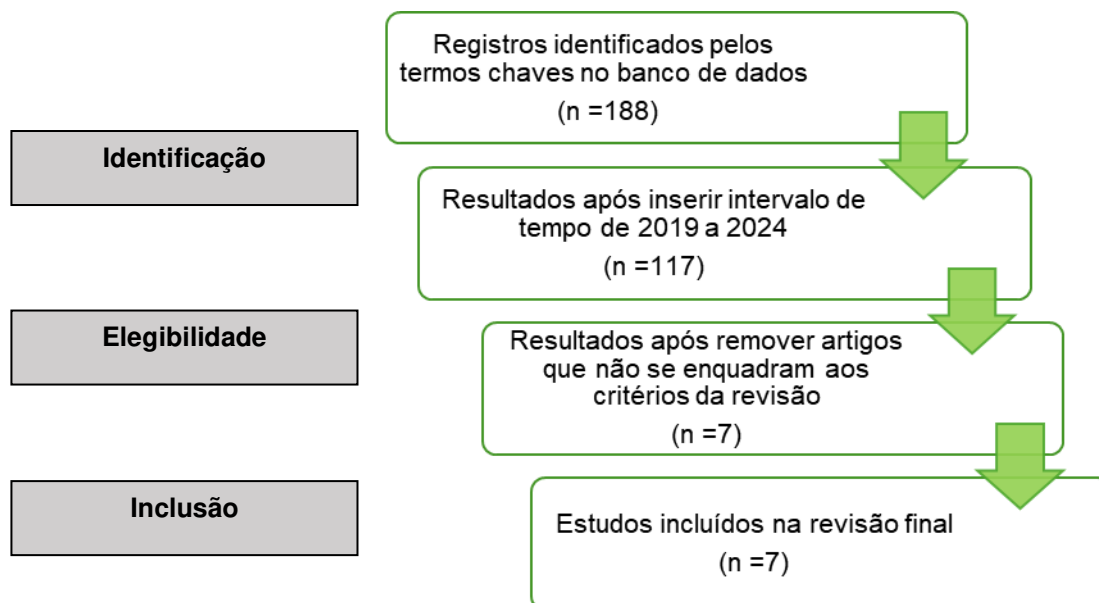 Registros identificados pelos
termos chaves no banco de dados
(n =188)
Identificação
Resultados após inserir intervalo de
tempo de 2019 a 2024
(n =117)
Elegibilidade
Resultados após remover artigos
que não se enquadram aos
critérios da revisão
(n =7)
Inclusão
Estudos incluídos na revisão final
(n =7)